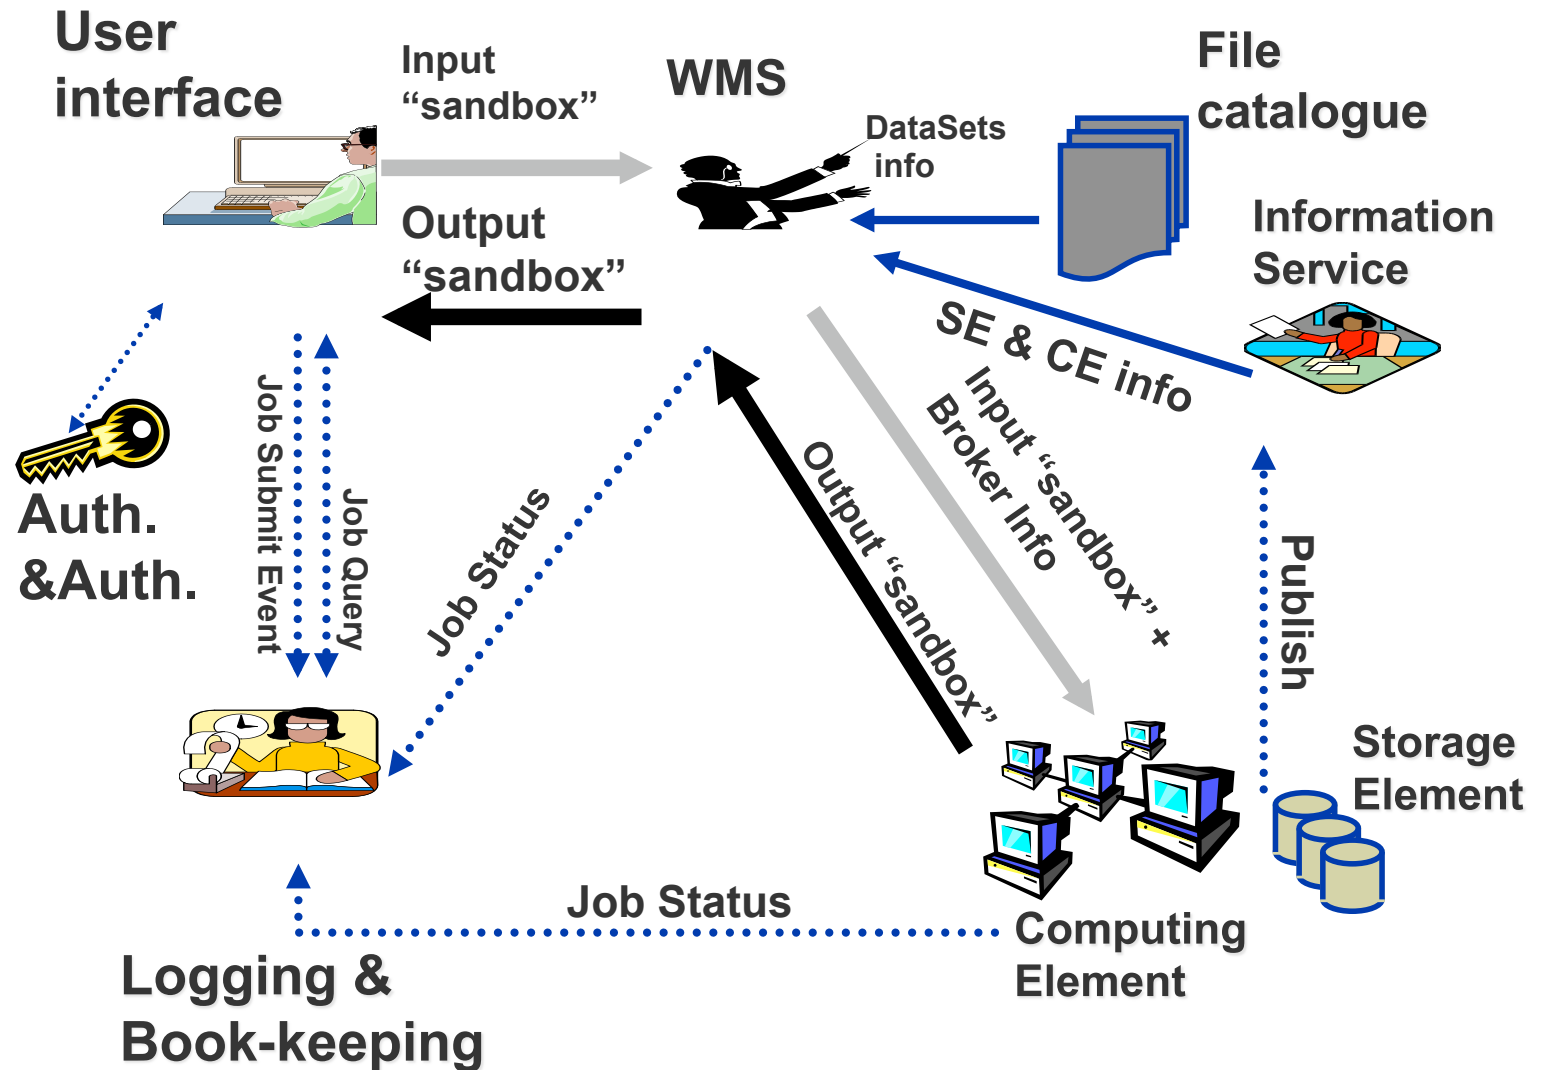 User
interface
Input
“sandbox”
WMS
File
catalogue
DataSets
info
Output
“sandbox”
Information
Service
SE & CE info
Input “sandbox” +
Broker Info
Output “sandbox”
Job Submit Event
Job Query
Job Status
Auth.
&Auth.
Publish
Storage
Element
Job Status
Computing
Element
Logging &
Book-keeping